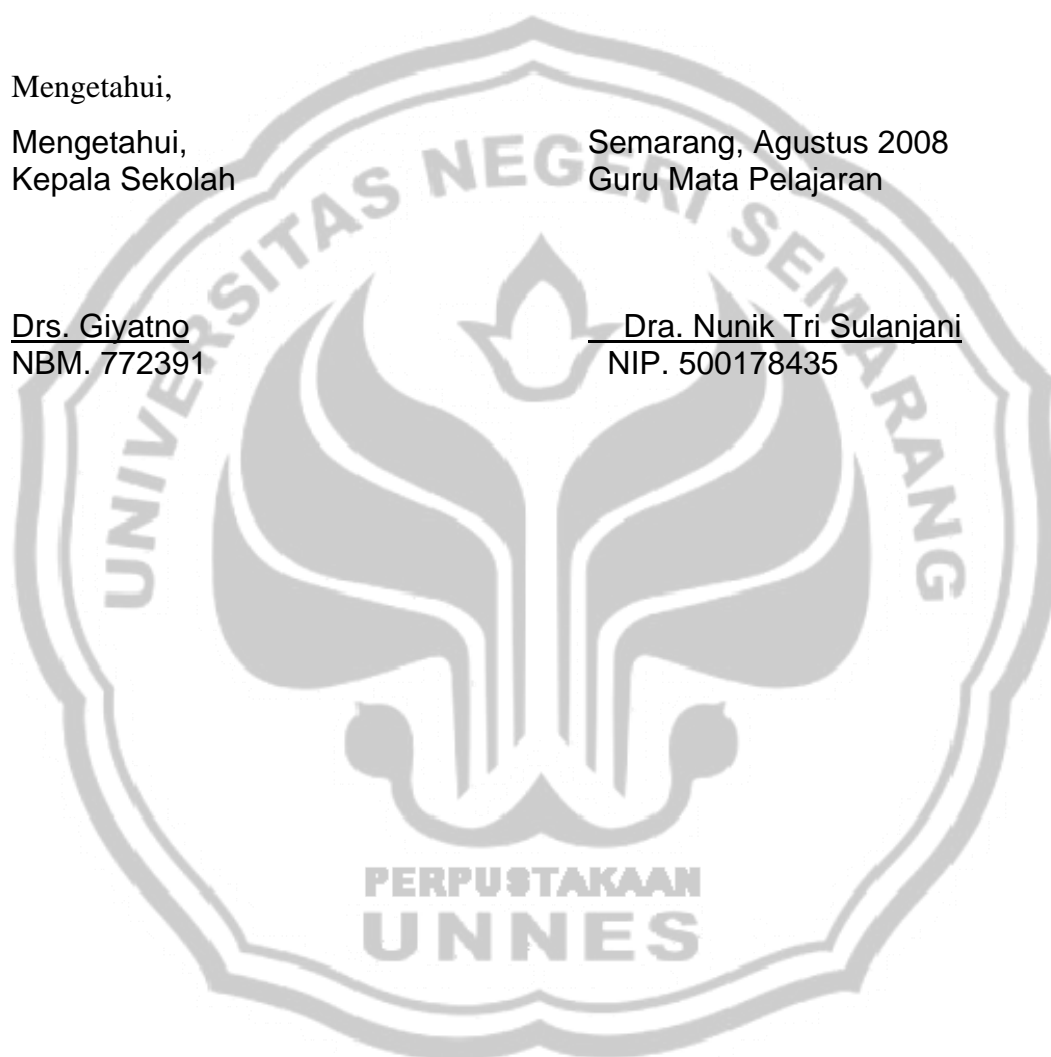 Mengetahui,
Mengetahui,
Kepala Sekolah
Semarang, Agustus 2008
Guru Mata Pelajaran
Drs. Giyatno
NBM. 772391
Dra. Nunik Tri Sulanjani
NIP. 500178435
UNIVERSITAS NEGERI SEMARANG
PERPUSTAKAAN
UNNES